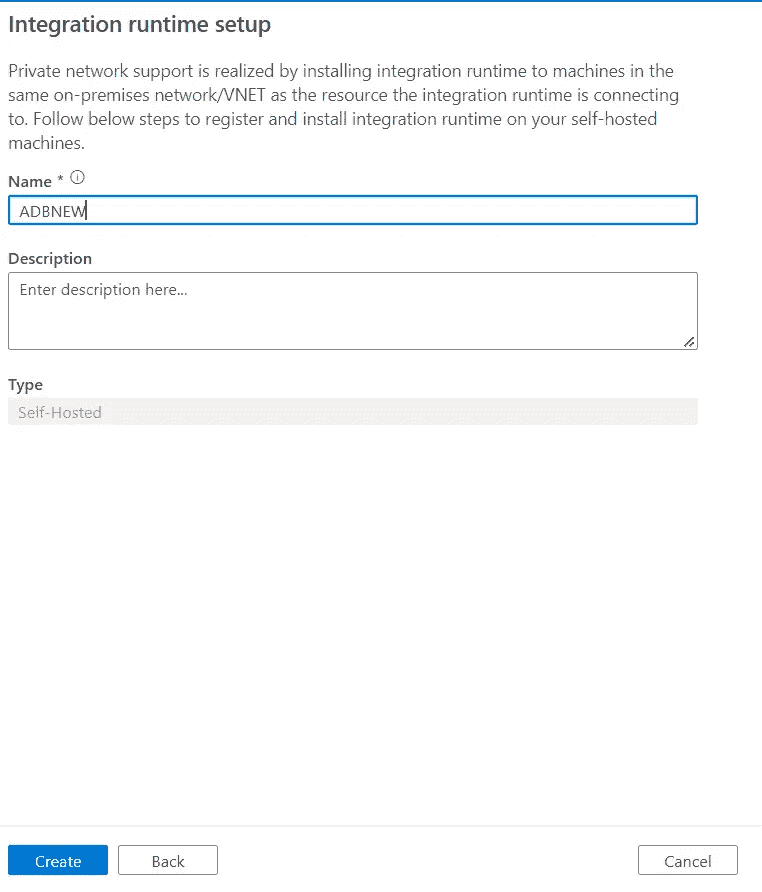 Integration runtime setup
Private network support is realized by installing integration runtime to machines in the
same on-premises network/VNET as the resource the integration runtime is connecting
to. Follow below steps to register and install integration runtime on your self-hosted
machines.
Name *
ADBNEW
Description
Enter description here...
Type
Self-Hosted
Create Back Cancel